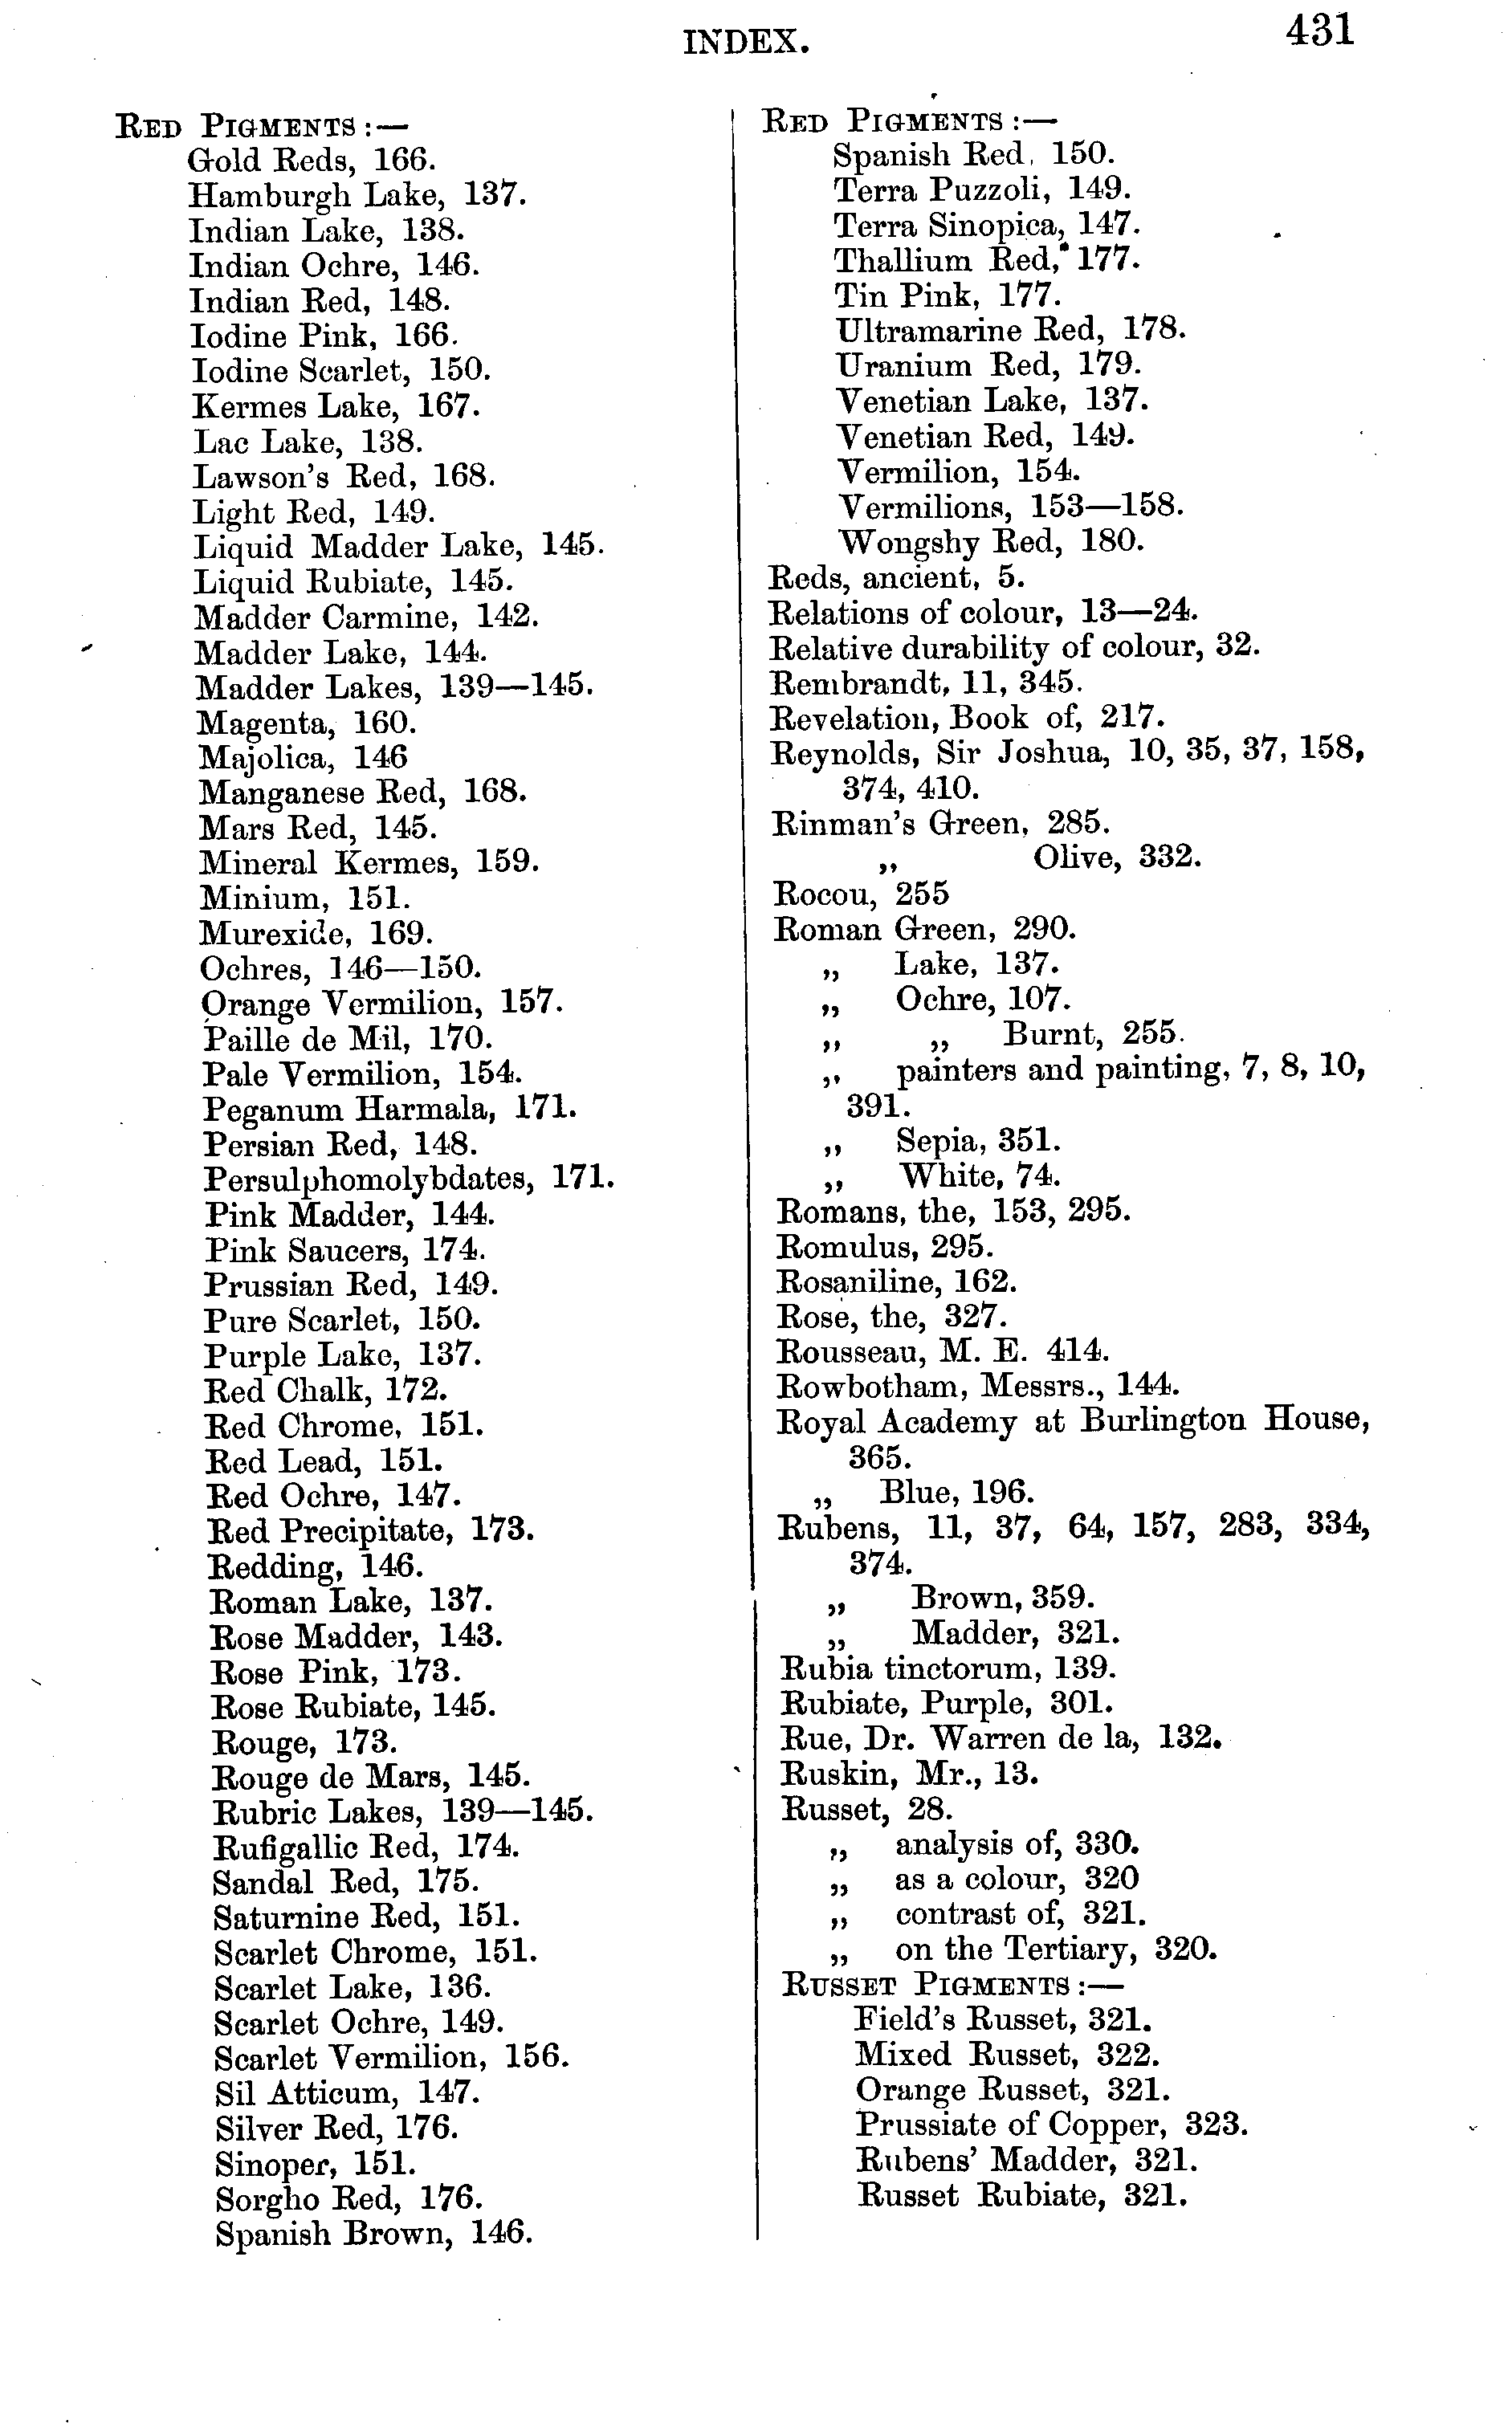 INDEX.
431
RED PIGMENTS :—
Gold Reds, 166.
Hamburgh Lake, 137.
Indian Lake, 138.
Indian Ochre, 146.
Indian Red, 148.
Iodine Pink, 166.
Iodine Scarlet, 150.
Kermes Lake, 167.
Lac Lake, 138.
Lawson's Red, 168.
Light Red, 149.
Liquid Madder Lake, 145.
Liquid Rubiate, 145.
Madder Carmine, 142.
Madder Lake, 144.
Madder Lakes, 139—145.
Magenta, 160.
Majolica, 146
Manganese Red, 168.
Mars Red, 145.
Mineral Kermes, 159.
Minium, 151.
Murexide, 169.
Ochres, 146—150.
Orange Vermilion, 157.
Paille de Mil, 170.
Pale Vermilion, 154.
Peganum Harmala, 171.
Persian Red, 148.
Persulphomolybdates, 171.
Pink Madder, 144.
Pink Saucers, 174.
Prussian Red, 149.
Pure Scarlet, 150.
Purple Lake, 137.
Red Chalk, 172.
Red Chrome, 151.
Red Lead, 151.
Red Ochre, 147.
Red Precipitate, 173.
Redding, 146.
Roman Lake, 137.
Rose Madder, 143.
Rose Pink, 173.
Rose Rubiate, 145.
Rouge, 173.
Rouge de Mars, 145.
Rubric Lakes, 139—145.
Rufigallic Red, 174.
Sandal Red, 175.
Saturnine Red, 151.
Scarlet Chrome, 151.
Scarlet Lake, 136.
Scarlet Ochre, 149.
Scarlet Vermilion, 156.
Sil Atticum, 147.
Silver Red, 176.
Sinoper, 151.
Sorgho Red, 176.
Spanish Brown, 146.
RED PIGMENTS :—
Spanish Red, 150.
Terra Puzzoli, 149.
Terra Sinopica, 147.
Thallium Red, 177.
Tin Pink, 177.
Ultramarine Red, 178.
Uranium Red, 179.
Venetian Lake, 137.
Venetian Red, 149.
Vermilion, 154.
Vermilions, 153—158.
Wongshy Red, 180.
Reds, ancient, 5.
Relations of colour, 13—24.
Relative durability of colour, 32.
Rembrandt, 11, 345.
Revelation, Book of, 217.
Reynolds, Sir Joshua, 10, 35, 37, 158,
374, 410.
Rinman's Green, 285.
„ Olive, 332.
Rocou, 255
Roman Green, 290.
„ Lake, 137.
„ Ochre, 107.
„ „ Burnt, 255.
„ painters and painting, 7, 8, 10,
391.
„ Sepia, 351.
„ White, 74.
Romans, the, 153, 295.
Romulus, 295.
Rosaniline, 162.
Rose, the, 327.
Rousseau, M. E. 414.
Rowbotham, Messrs., 144.
Royal Academy at Burlington House,
365.
„ Blue, 196.
Rubens, 11, 37, 64, 157, 283, 334,
374.
„ Brown, 359.
„ Madder, 321.
Rubia tinctorum, 139.
Rubiate, Purple, 301.
Rue, Dr. Warren de la, 132.
Ruskin, Mr., 13.
Russet, 28.
„ analysis of, 330.
„ as a colour, 320
„ contrast of, 321.
„ on the Tertiary, 320.
RUSSET PIGMENTS :—
Field's Russet, 321.
Mixed Russet, 322.
Orange Russet, 321.
Prussiate of Copper, 323.
Rubens' Madder, 321.
Russet Rubiate, 321.